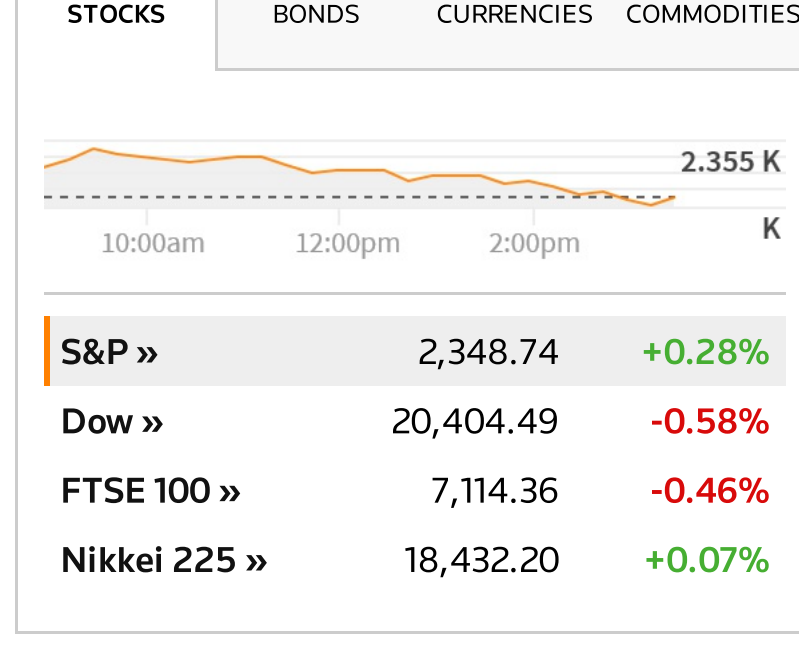 STOCKS BONDS CURRENCIES COMMODITIES
2.355 K
K
10:00am 12:00pm 2:00pm
S&P » 2,348.74 +0.28%
Dow » 20,404.49 -0.58%
FTSE 100 » 7,114.36 -0.46%
Nikkei 225 » 18,432.20 +0.07%